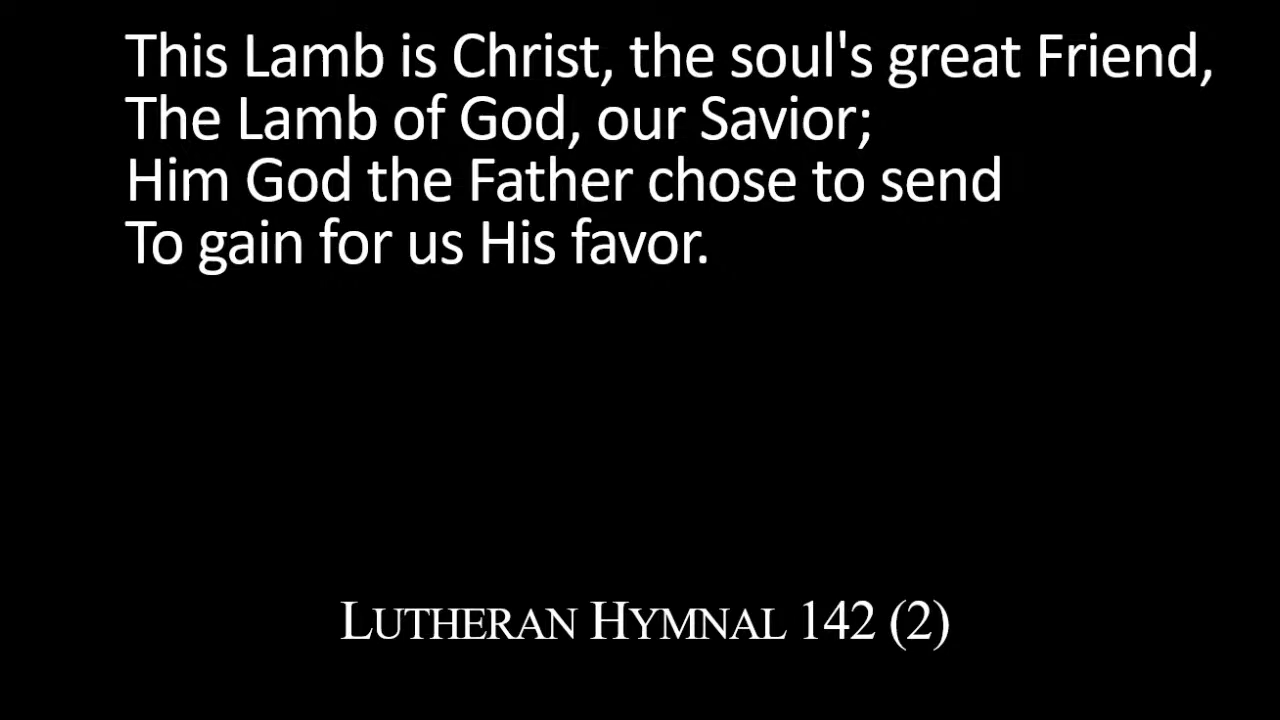 This Lamb is Christ, the soul's great Friend,
The Lamb of God, our Savior;
Him God the Father chose to send
To gain for us His favor.
LUTHERAN HYMNAL 142 (2)